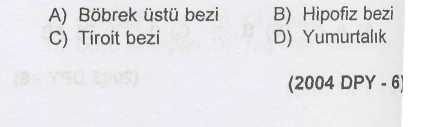 A) Böbrek üstü bezi B) Hipofiz bezi
C) Tiroit bezi D) Yumurtalık
(2004 DPY - 6)